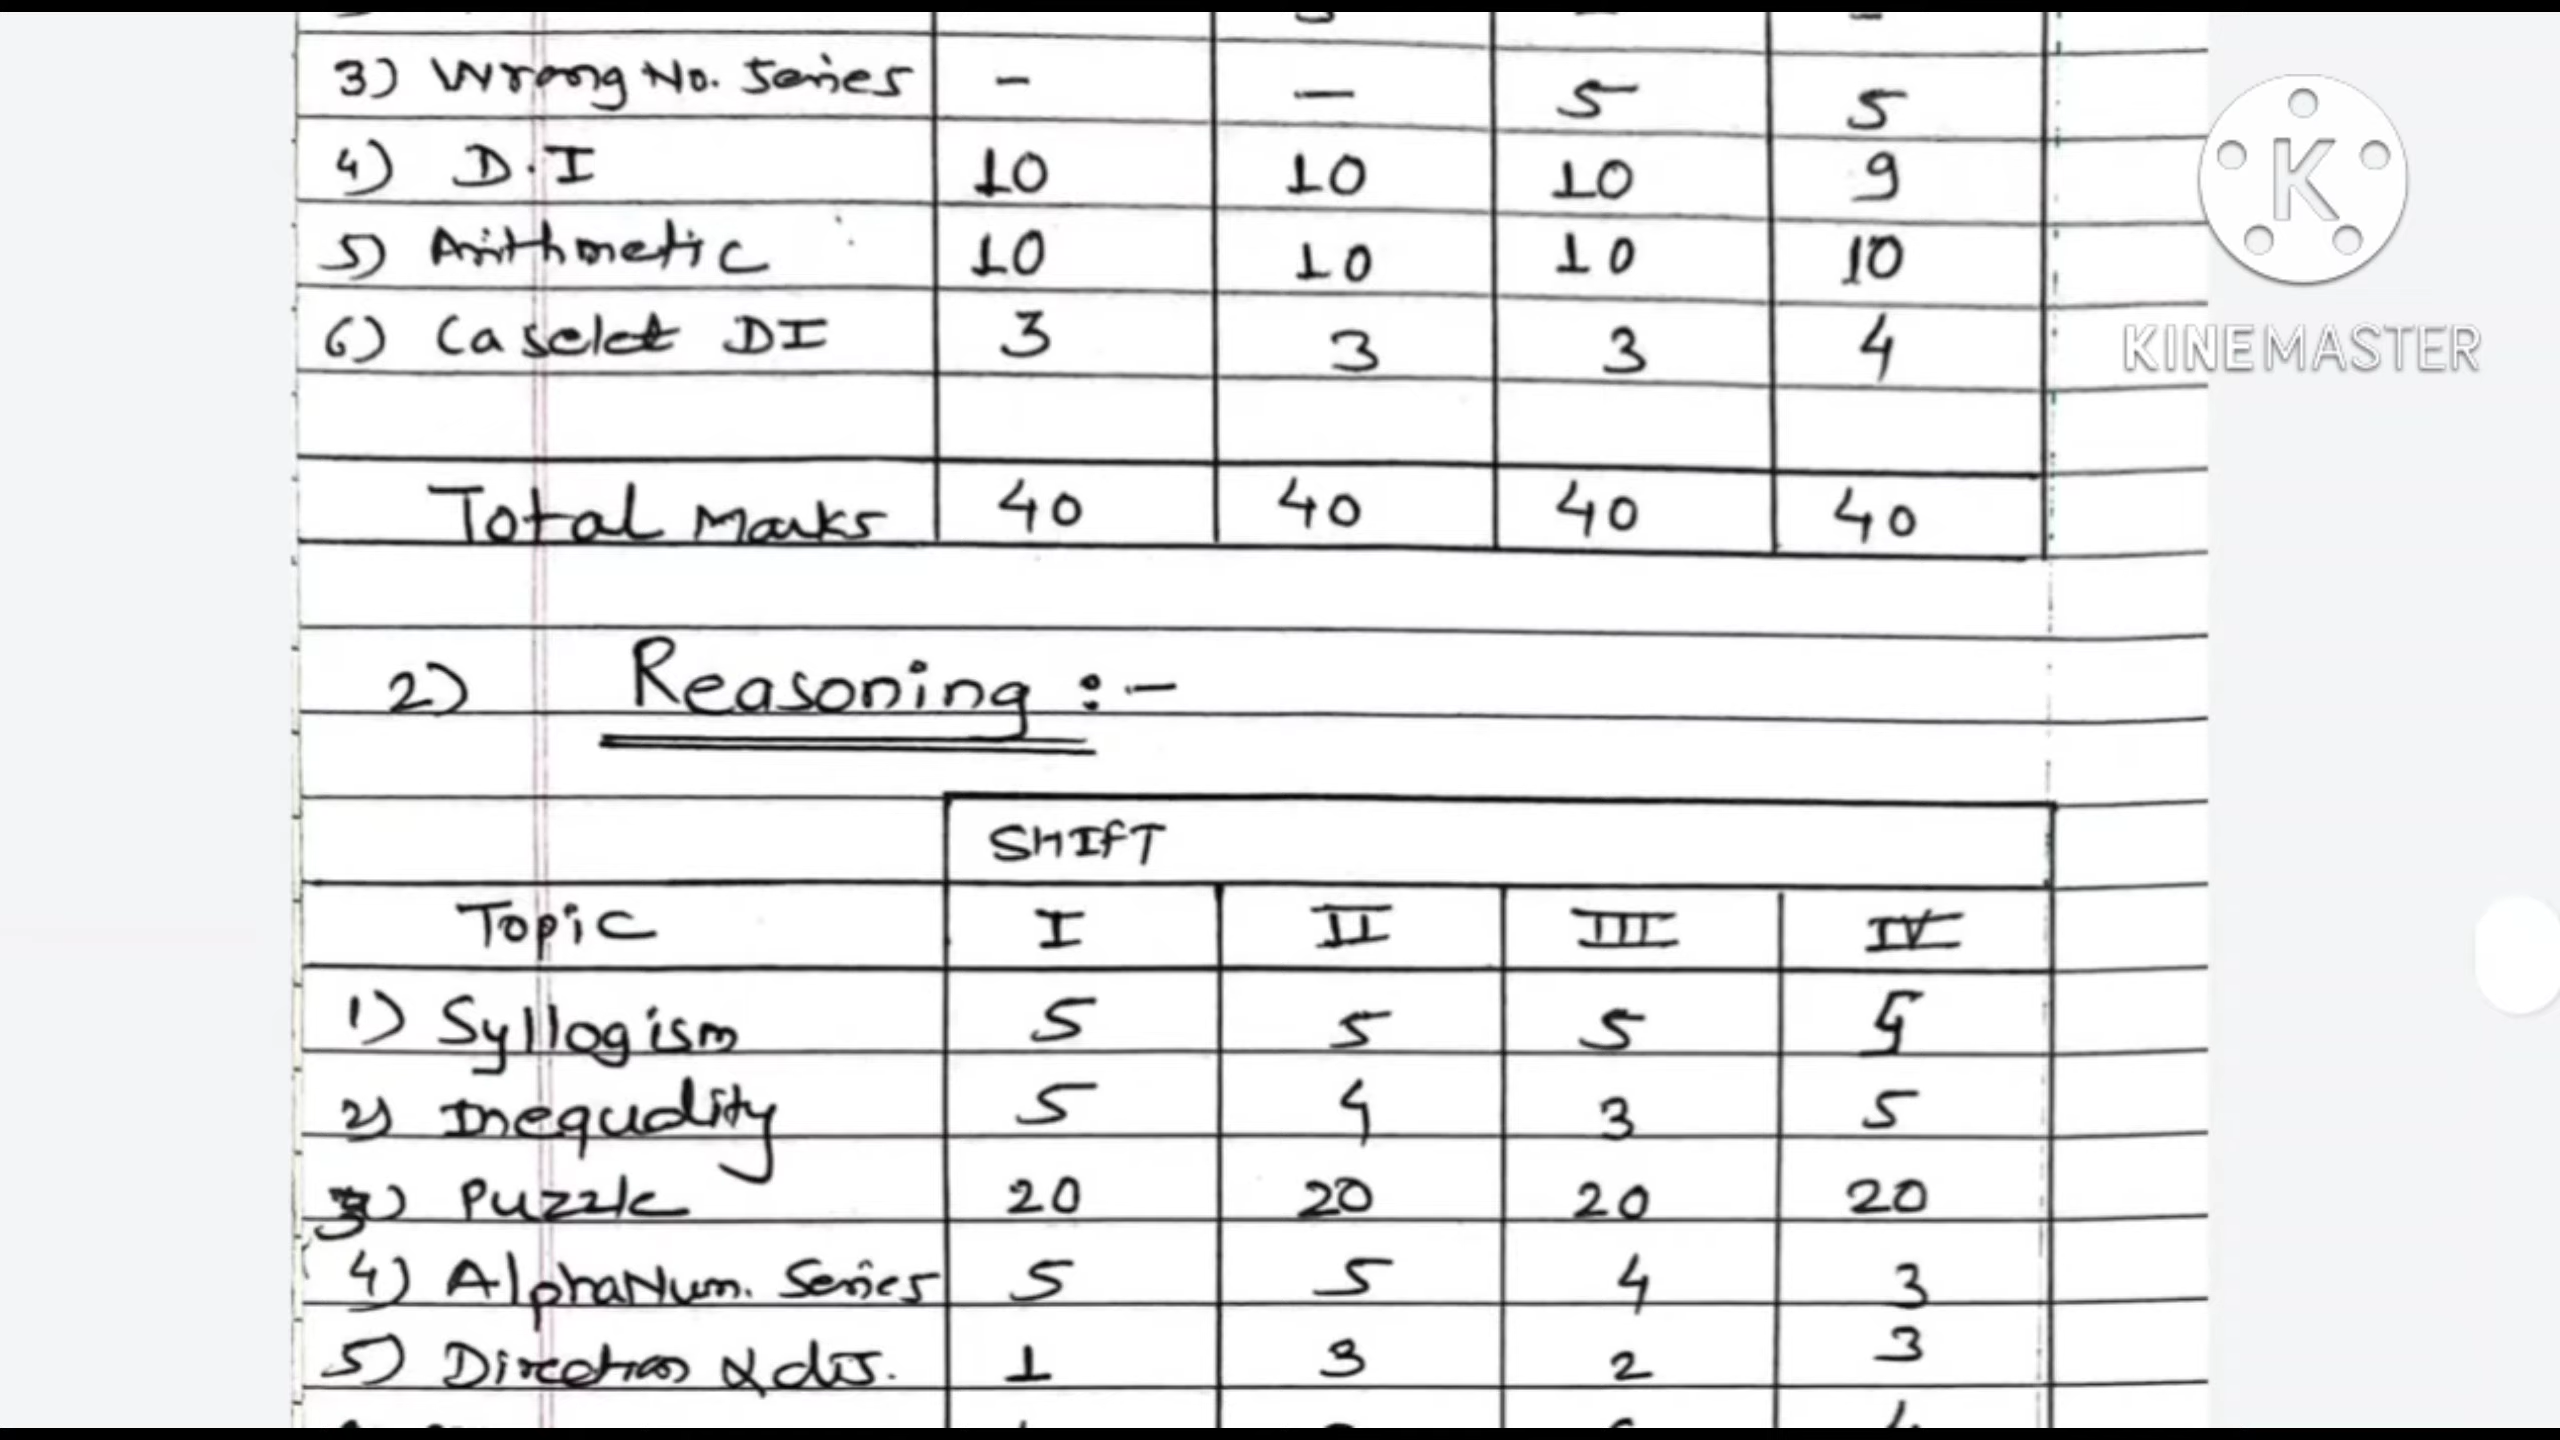 3) Wrong No. Series - - 5 5
4) D.I 10 10 10 9
5) Arithmetic 10 10 10 10
6) Caselet DI 3 3 3 4
Total Marks 40 40 40 40
2) Reasoning :-
SHIFT
Topic I II III IV
1) Syllogism 5 5 5 5
2) Inequality 5 4 3 5
3) Puzzle 20 20 20 20
4) AlphaNum. Series 5 5 4 3
5) Direction & dis. 1 3 2 3
K
KINEMASTER